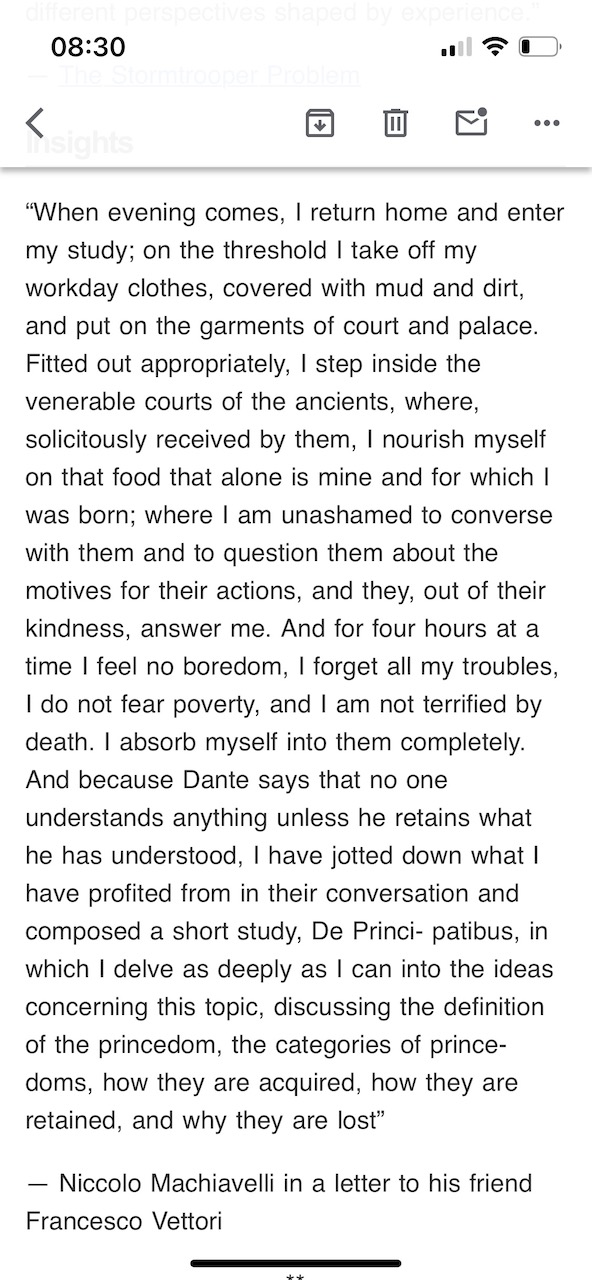 different perspectives shaped by experience.”
08:30
— The Stormtrooper Problem
Insights
“When evening comes, I return home and enter
my study; on the threshold I take off my
workday clothes, covered with mud and dirt,
and put on the garments of court and palace.
Fitted out appropriately, I step inside the
venerable courts of the ancients, where,
solicitously received by them, I nourish myself
on that food that alone is mine and for which I
was born; where I am unashamed to converse
with them and to question them about the
motives for their actions, and they, out of their
kindness, answer me. And for four hours at a
time I feel no boredom, I forget all my troubles,
I do not fear poverty, and I am not terrified by
death. I absorb myself into them completely.
And because Dante says that no one
understands anything unless he retains what
he has understood, I have jotted down what I
have profited from in their conversation and
composed a short study, De Princi- patibus, in
which I delve as deeply as I can into the ideas
concerning this topic, discussing the definition
of the princedom, the categories of prince-
doms, how they are acquired, how they are
retained, and why they are lost”
— Niccolo Machiavelli in a letter to his friend
Francesco Vettori
**